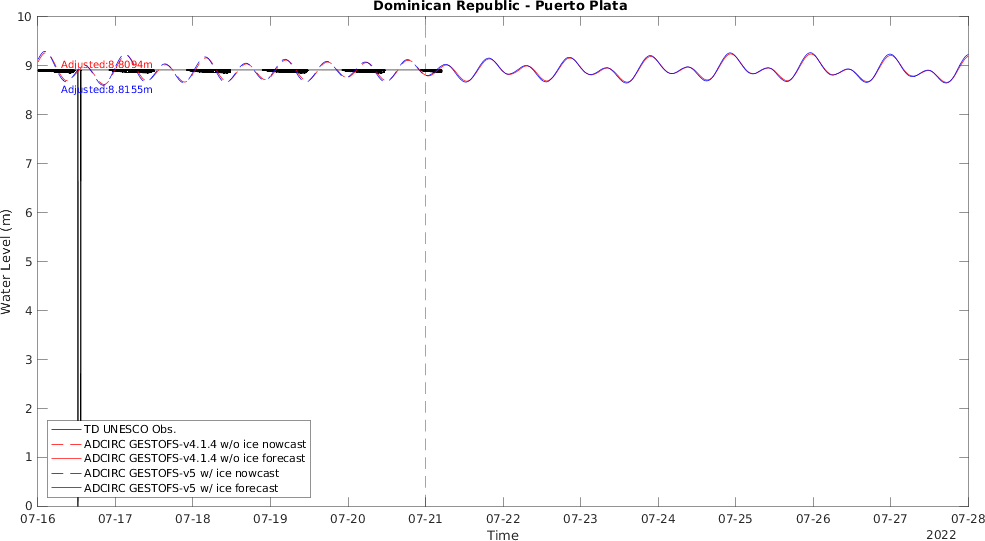 Dominican Republic - Puerto Plata
10
9
8
7
6
5
4
3
2
1
0
Water Level (m)
Adjusted:8.8094m
Adjusted:8.8155m
TD UNESCO Obs.
ADCIRC GESTOFS-v4.1.4 w/o ice nowcast
ADCIRC GESTOFS-v4.1.4 w/o ice forecast
ADCIRC GESTOFS-v5 w/ ice nowcast
ADCIRC GESTOFS-v5 w/ ice forecast
07-16 07-17 07-18 07-19 07-20 07-21 07-22 07-23 07-24 07-25 07-26 07-27 07-28
Time
2022